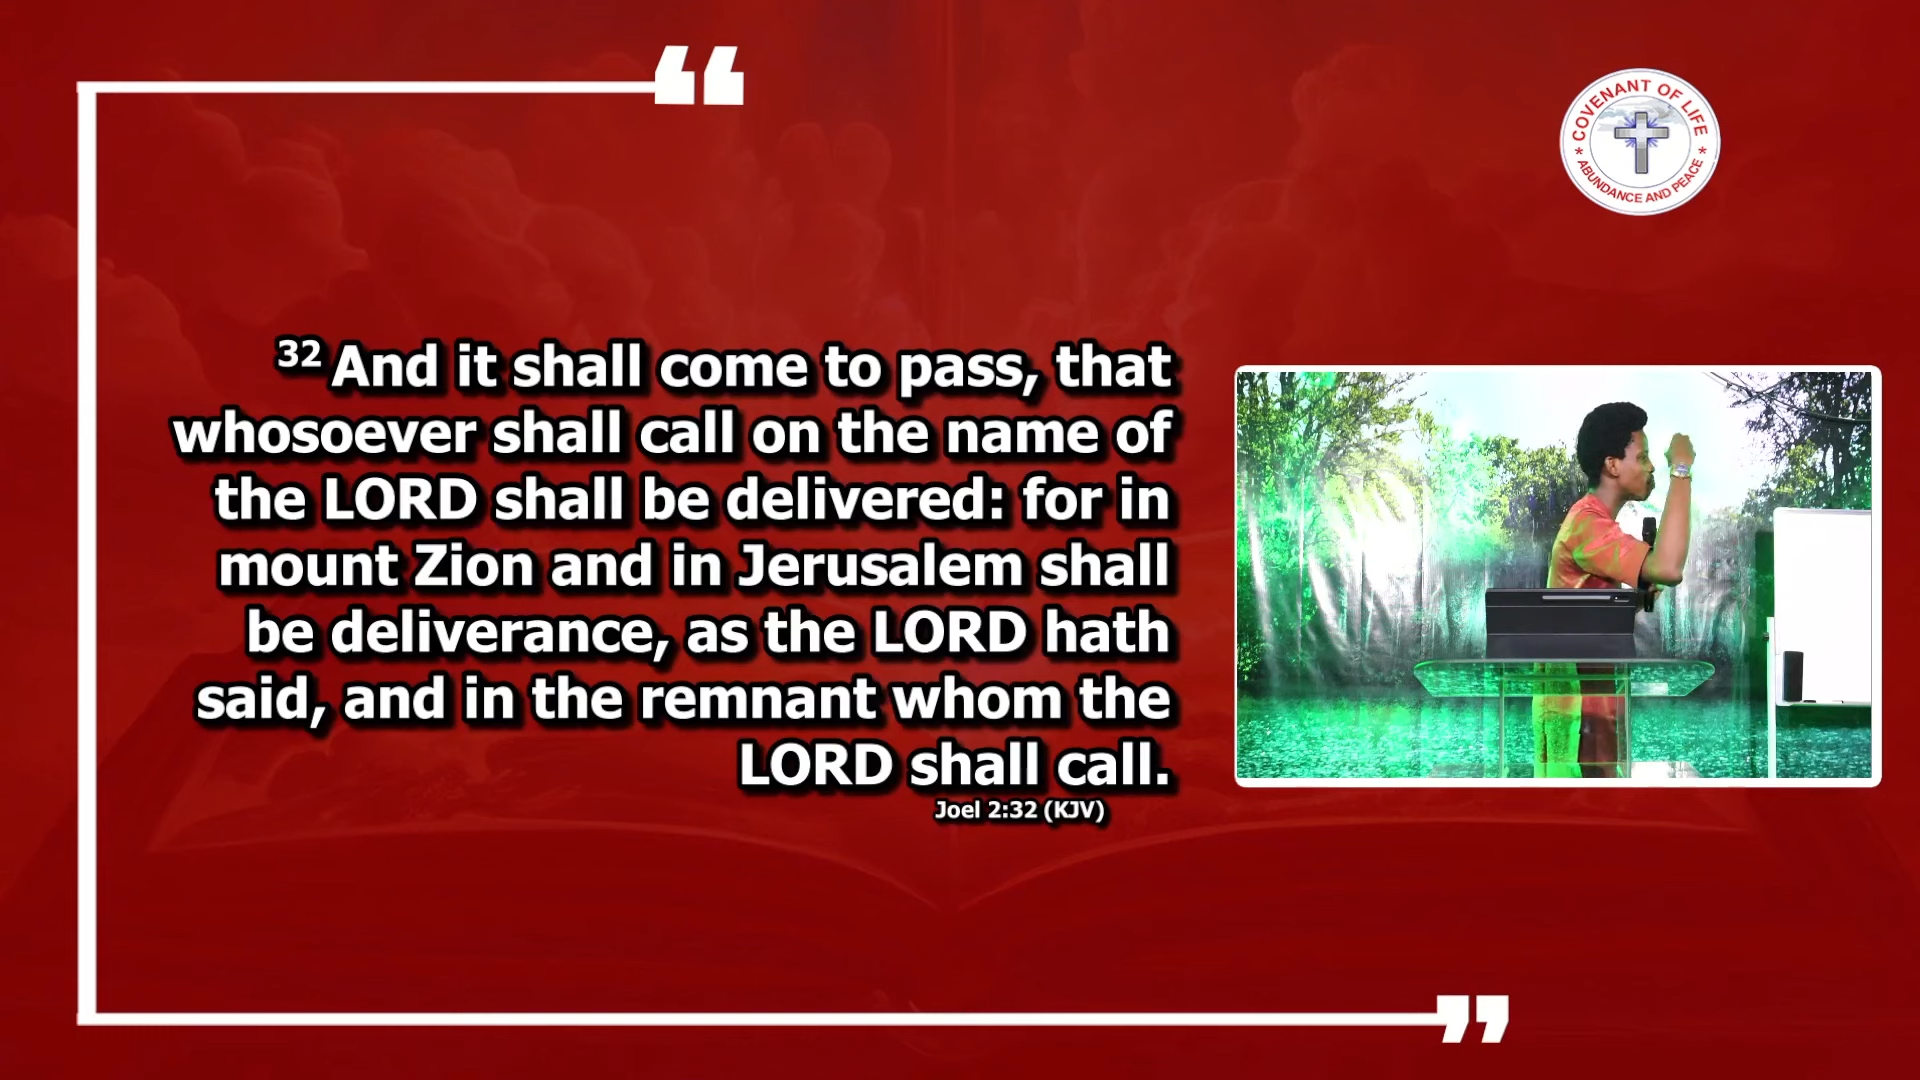 COVENANT OF LIFE
* ABUNDANCE AND PEACE *
32 And it shall come to pass, that
whosoever shall call on the name of
the LORD shall be delivered: for in
mount Zion and in Jerusalem shall
be deliverance, as the LORD hath
said, and in the remnant whom the
LORD shall call.
Joel 2:32 (KJV)